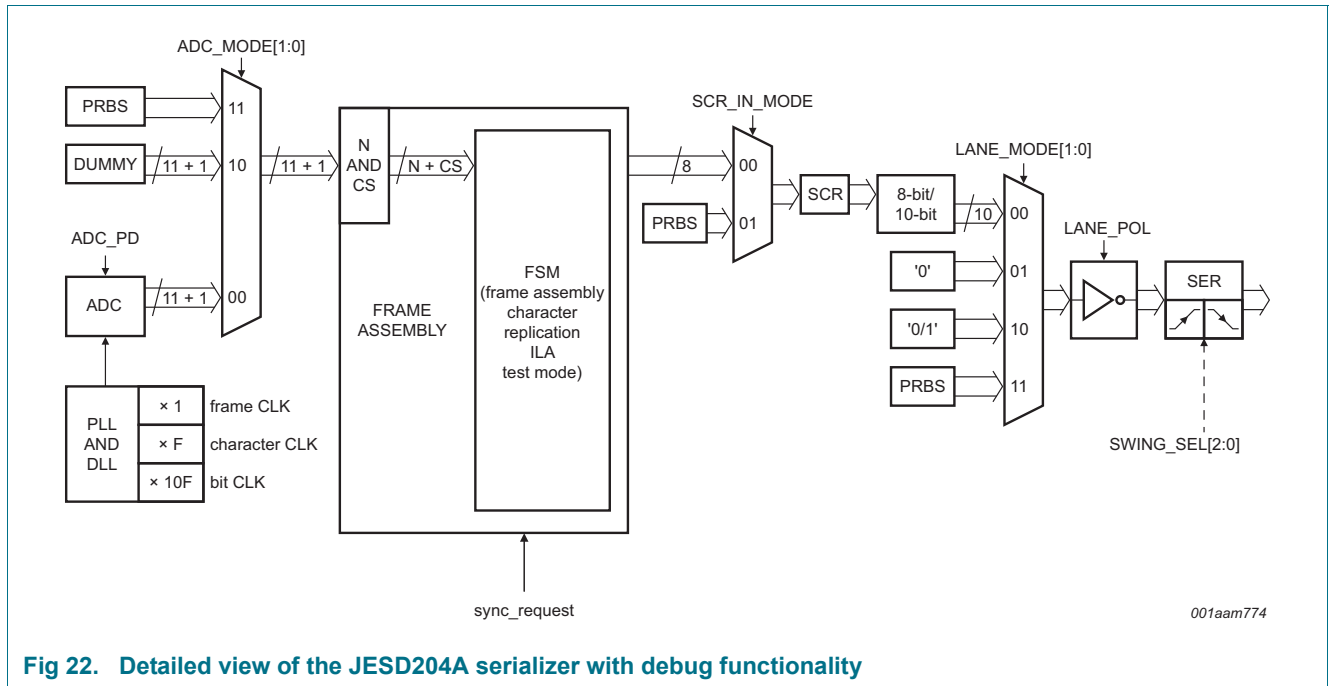 ADC_MODE[1:0]
PRBS
11
DUMMY
11 + 1
10
11 + 1
ADC_PD
ADC
11 + 1
00
PLL
AND
DLL
× 1
frame CLK
× F
character CLK
× 10F
bit CLK
N
AND
CS
N + CS
FRAME
ASSEMBLY
FSM
(frame assembly
character
replication
ILA
test mode)
sync_request
SCR_IN_MODE
8
00
PRBS
01
SCR
8-bit/
10-bit
10
LANE_MODE[1:0]
00
'0'
01
'0/1'
10
PRBS
11
LANE_POL
SER
SWING_SEL[2:0]
001aam774
Fig 22. Detailed view of the JESD204A serializer with debug functionality